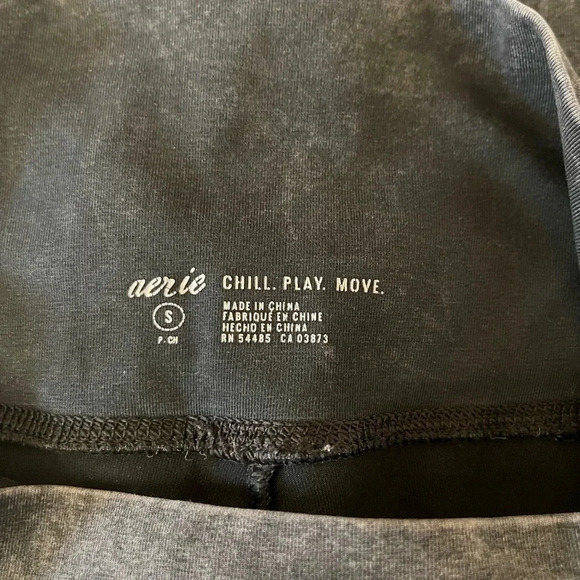 aerie CHILL. PLAY. MOVE.
S
P. CH
MADE IN CHINA
FABRIQUÉ EN CHINE
HECHO EN CHINA
RN 54485 CA 03873